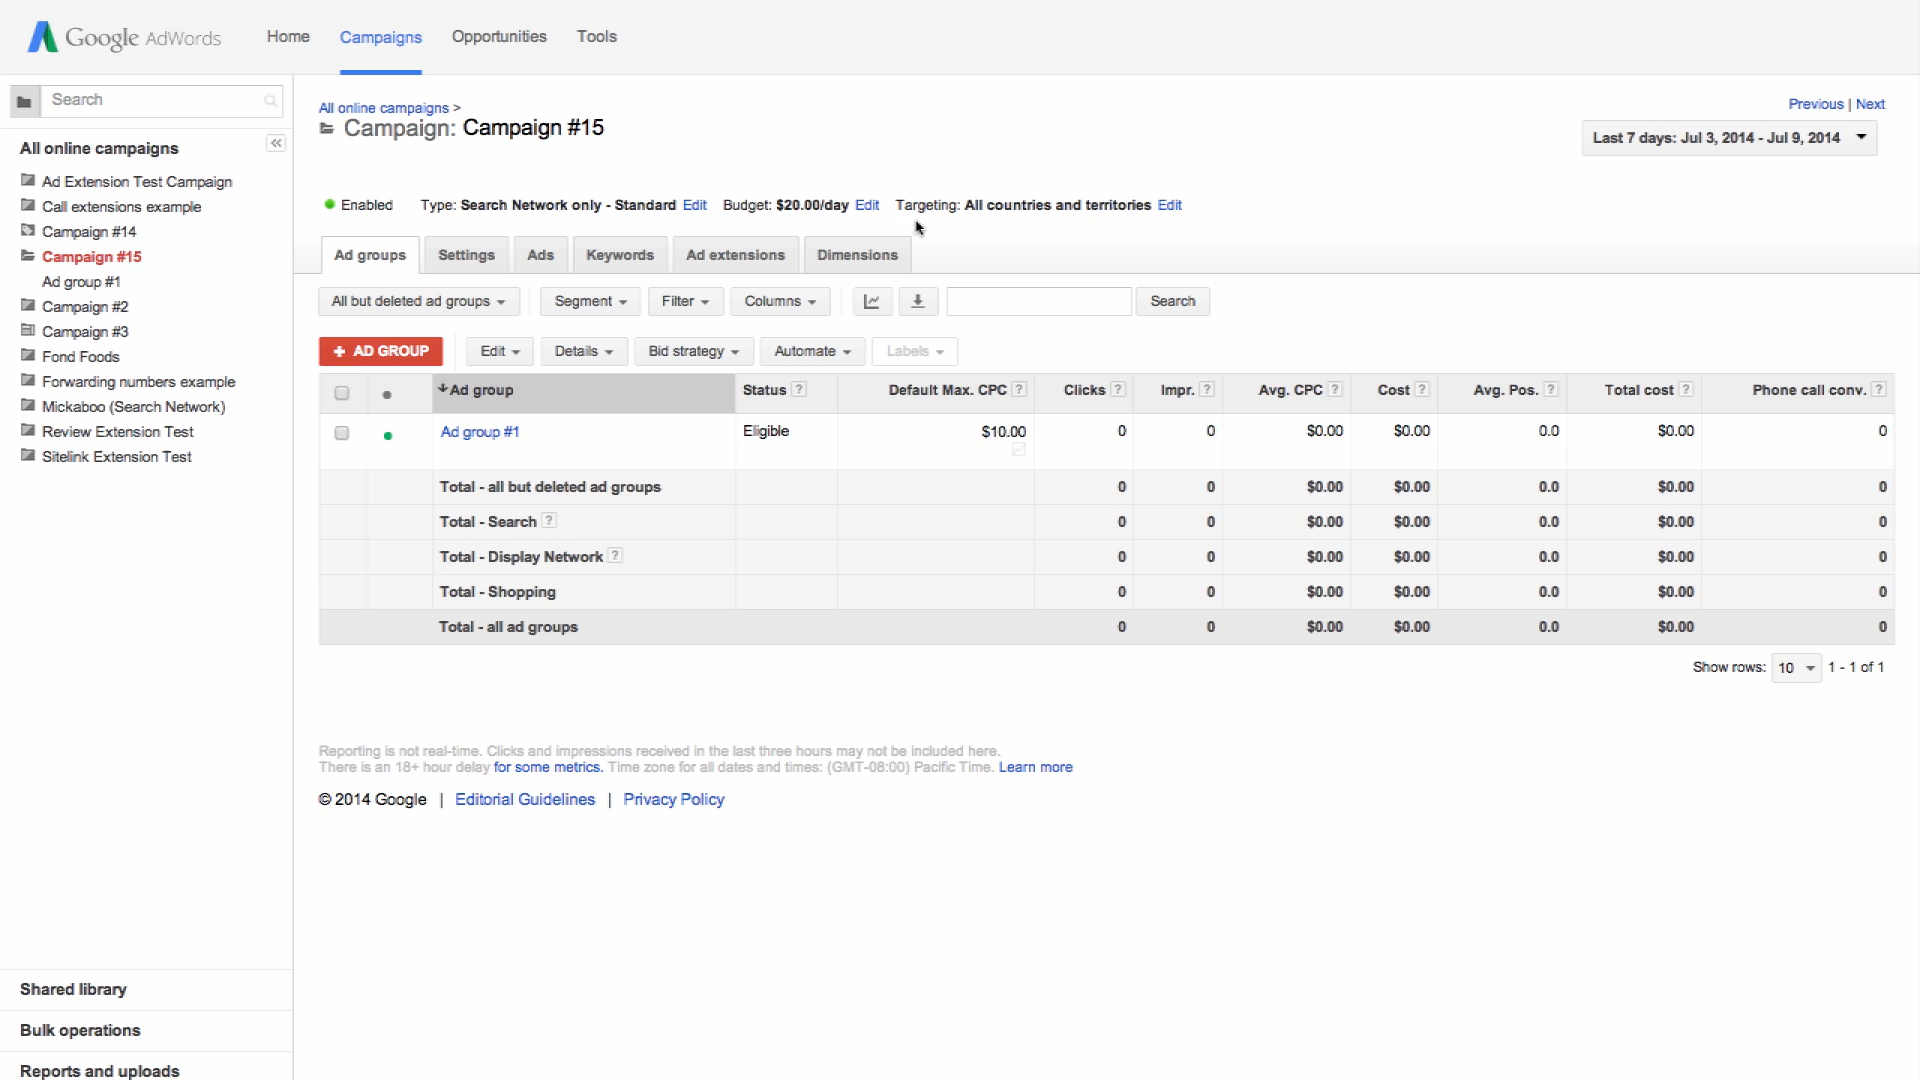 Google AdWords
Home Campaigns Opportunities Tools
Search
All online campaigns
Ad Extension Test Campaign
Call extensions example
Campaign #14
Campaign #15
Ad group #1
Campaign #2
Campaign #3
Fond Foods
Forwarding numbers example
Mickaboo (Search Network)
Review Extension Test
Sitelink Extension Test
Shared library
Bulk operations
Reports and uploads
All online campaigns >
Campaign: Campaign #15
Previous | Next
Last 7 days: Jul 3, 2014 - Jul 9, 2014
Enabled Type: Search Network only - Standard Edit Budget: $20.00/day Edit Targeting: All countries and territories Edit
Ad groups Settings Ads Keywords Ad extensions Dimensions
All but deleted ad groups Segment Filter Columns Search
+ AD GROUP Edit Details Bid strategy Automate Labels
Ad group Status ? Default Max. CPC ? Clicks ? Impr. ? Avg. CPC ? Cost ? Avg. Pos. ? Total cost ? Phone call conv. ?
Ad group #1 Eligible $10.00 0 0 $0.00 $0.00 0.0 $0.00 0
Total - all but deleted ad groups 0 0 $0.00 $0.00 0.0 $0.00 0
Total - Search ? 0 0 $0.00 $0.00 0.0 $0.00 0
Total - Display Network ? 0 0 $0.00 $0.00 0.0 $0.00 0
Total - Shopping 0 0 $0.00 $0.00 0.0 $0.00 0
Total - all ad groups 0 0 $0.00 $0.00 0.0 $0.00 0
Show rows: 10 1 - 1 of 1
Reporting is not real-time. Clicks and impressions received in the last three hours may not be included here.
There is an 18+ hour delay for some metrics. Time zone for all dates and times: (GMT-08:00) Pacific Time. Learn more
© 2014 Google | Editorial Guidelines | Privacy Policy